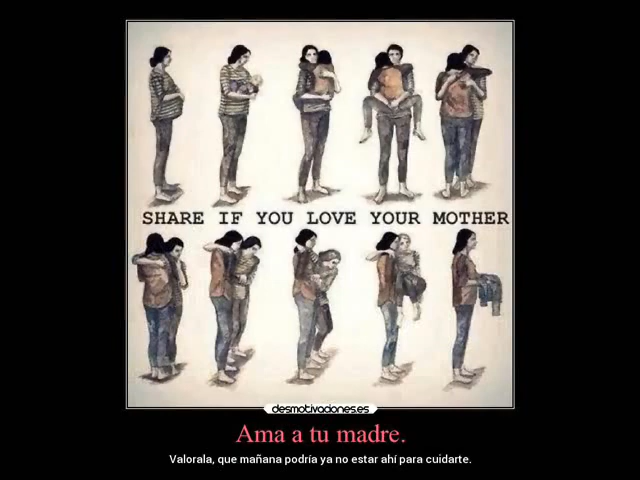 SHARE IF YOU LOVE YOUR MOTHER
desmotivaciones.es
Ama a tu madre.
Valorala, que mañana podría ya no estar ahí para cuidarte.